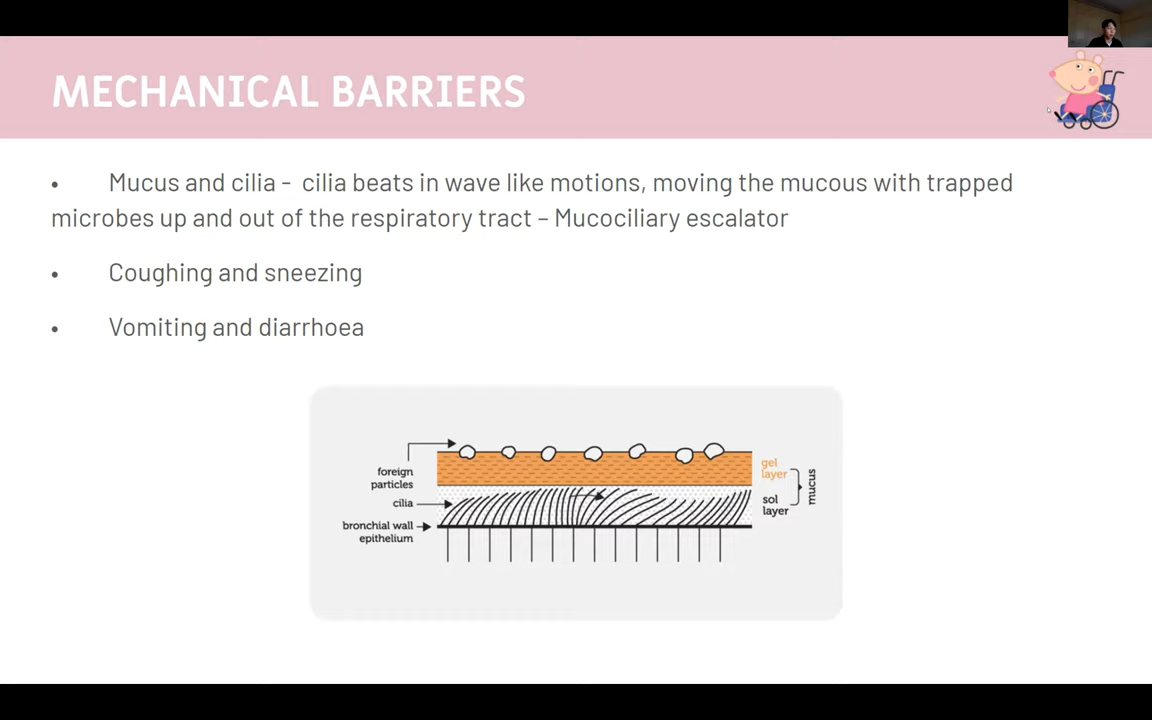 MECHANICAL BARRIERS
• Mucus and cilia - cilia beats in wave like motions, moving the mucous with trapped
microbes up and out of the respiratory tract – Mucociliary escalator
• Coughing and sneezing
• Vomiting and diarrhoea
foreign
particles
cilia
bronchial wall
epithelium
gel
layer
sol
layer
mucus